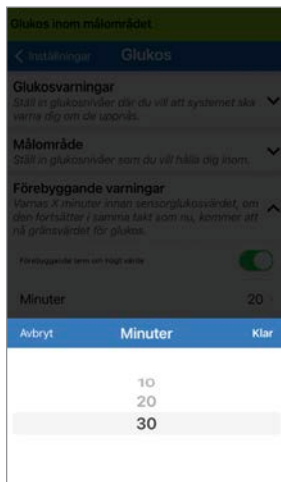 Glukos inom målområdet
Inställningar Glukos
Glukosvarningar
Ställ in glukosnivåer där du vill att systemet ska
varna dig om de uppnås.
Målområde
Ställ in glukosnivåer som du vill hålla dig inom.
Förebyggande varningar
Varnas X minuter innan sensorglukosvärdet, om
den fortsätter i samma takt som nu, kommer att
nå gränsvärdet för glukos.
Förebyggande larm om högt värde
Minuter 20
Avbryt Minuter Klar
10
20
30